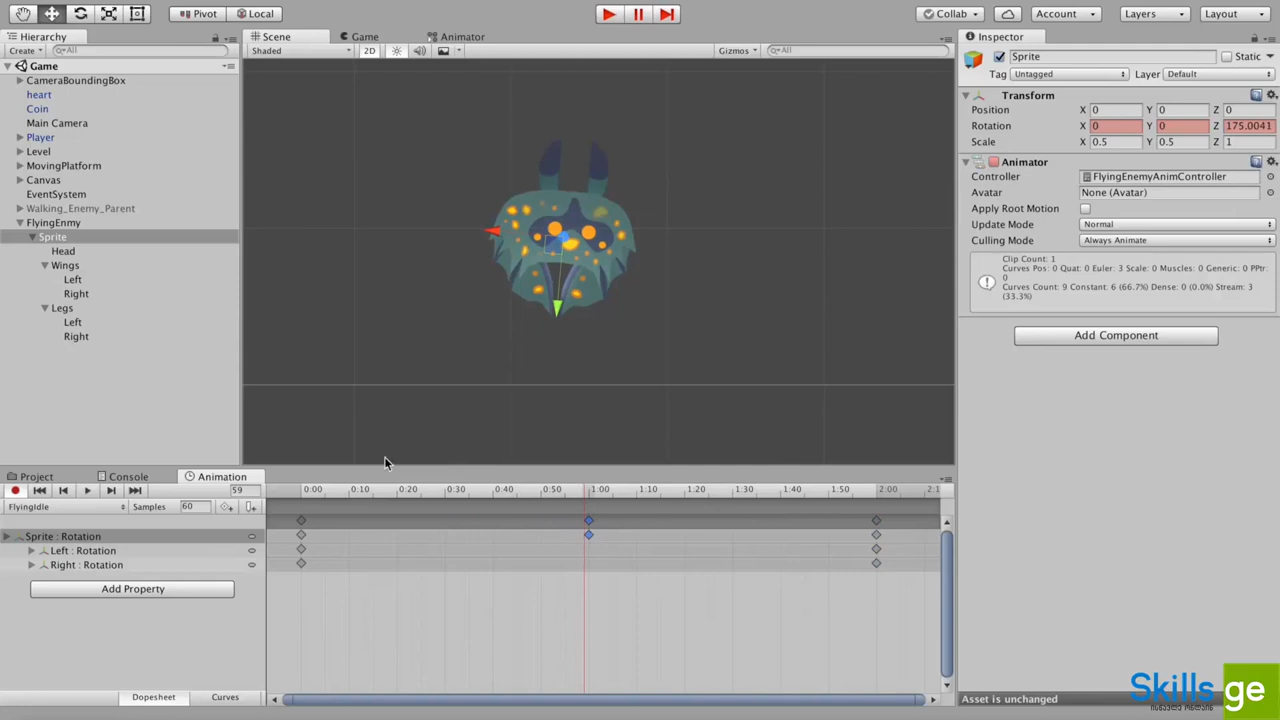 Pivot Local Collab Account Layers Layout
Hierarchy Scene Game Animator Inspector
Create All Shaded 2D Gizmos All Sprite Static
Game Tag Untagged Layer Default
CameraBoundingBox
heart
Coin
Main Camera
Player
Level
MovingPlatform
Canvas
EventSystem
Walking_Enemy_Parent
FlyingEnmy
Sprite
Head
Wings
Left
Right
Legs
Left
Right
Transform
Position X 0 Y 0 Z 0
Rotation X 0 Y 0 Z 175.0041
Scale X 0.5 Y 0.5 Z 1
Animator
Controller FlyingEnemyAnimController
Avatar None (Avatar)
Apply Root Motion
Update Mode Normal
Culling Mode Always Animate
Clip Count: 1
Curves Pos: 0 Quat: 0 Euler: 3 Scale: 0 Muscles: 0 Generic: 0 PPtr:
0
Curves Count: 9 Constant: 6 (66.7%) Dense: 0 (0.0%) Stream: 3
(33.3%)
Add Component
Project Console Animation
59 0:00 0:10 0:20 0:30 0:40 0:50 1:00 1:10 1:20 1:30 1:40 1:50 2:00 2:1
FlyingIdle Samples 60
Sprite : Rotation
Left : Rotation
Right : Rotation
Add Property
Dopesheet Curves
Asset is unchanged
Skills ge
ისწავლე ონლაინ